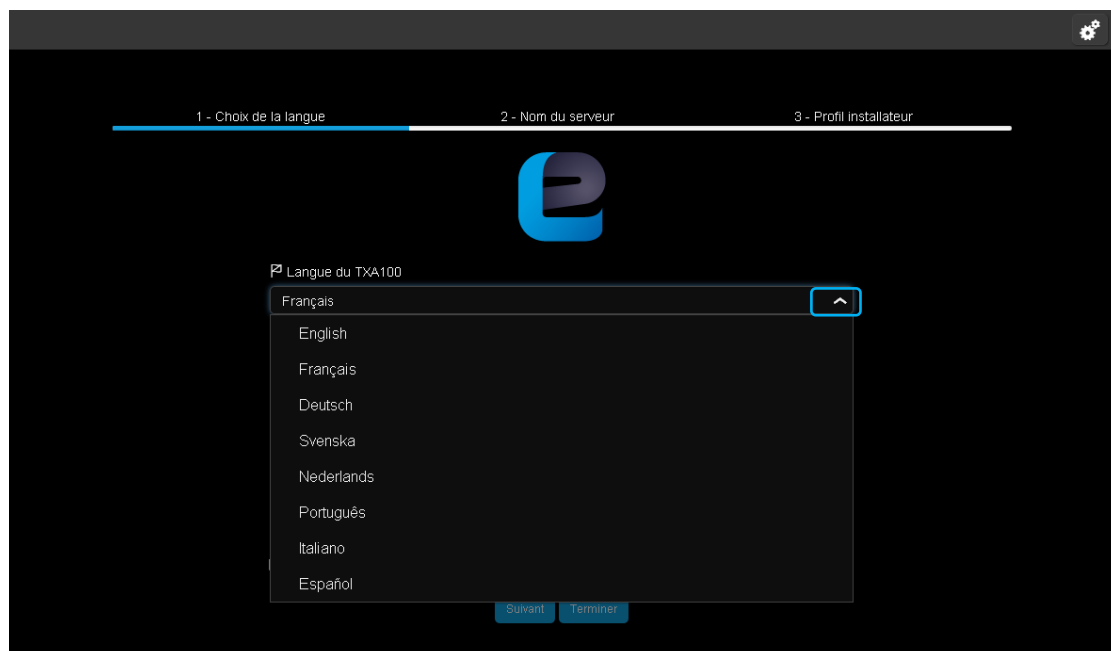 1 - Choix de la langue
2 - Nom du serveur
3 - Profil installateur
Langue du TXA100
Français
English
Français
Deutsch
Svenska
Nederlands
Português
Italiano
Español
Suivant
Terminer